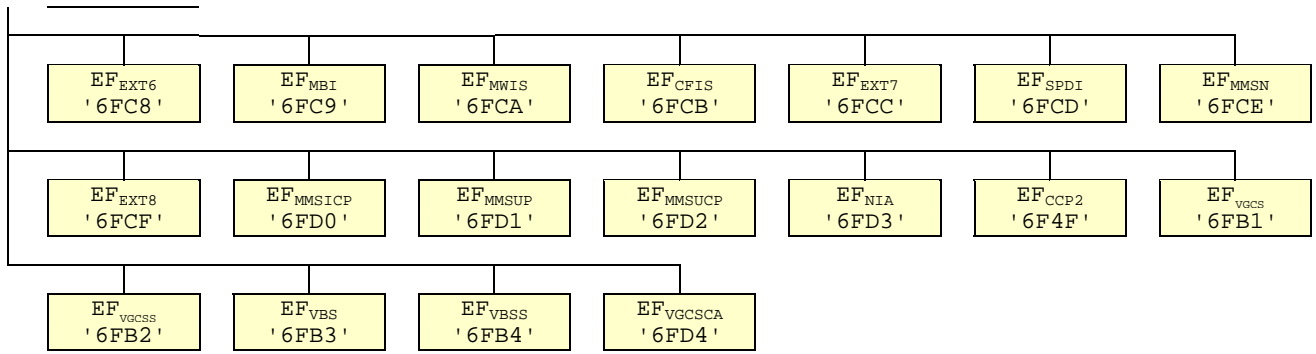 EFEXT6
'6FC8'
EFMBI
'6FC9'
EFMWIS
'6FCA'
EFCFIS
'6FCB'
EFEXT7
'6FCC'
EFSPDI
'6FCD'
EFMMSN
'6FCE'
EFEXT8
'6FCF'
EFMMSICP
'6FD0'
EFMMSUP
'6FD1'
EFMMSUCP
'6FD2'
EFNIA
'6FD3'
EFCCP2
'6F4F'
EFVGCS
'6FB1'
EFVGCSS
'6FB2'
EFVBS
'6FB3'
EFVBSS
'6FB4'
EFVGCSCA
'6FD4'